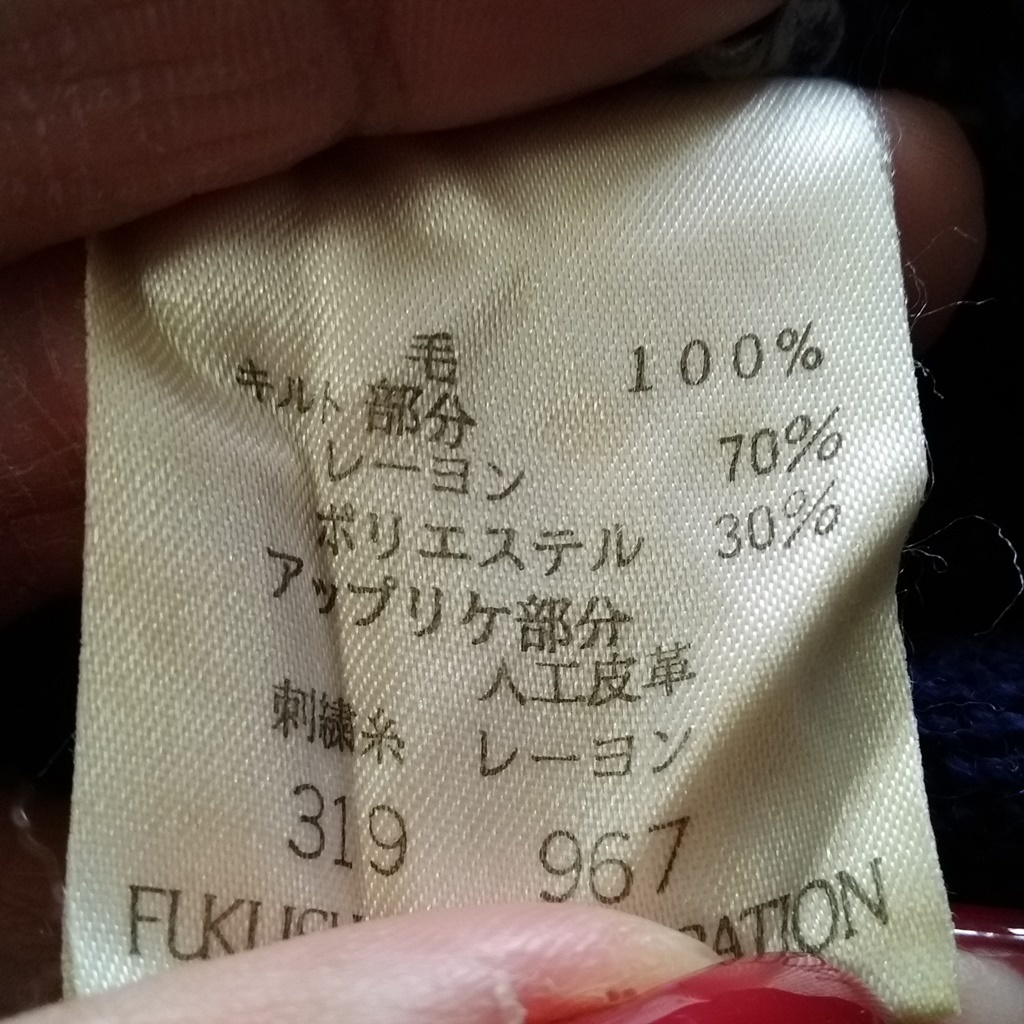 毛 100%
キルト部分
レーヨン 70%
ポリエステル 30%
アップリケ部分
人工皮革
刺繍糸 レーヨン
319 967